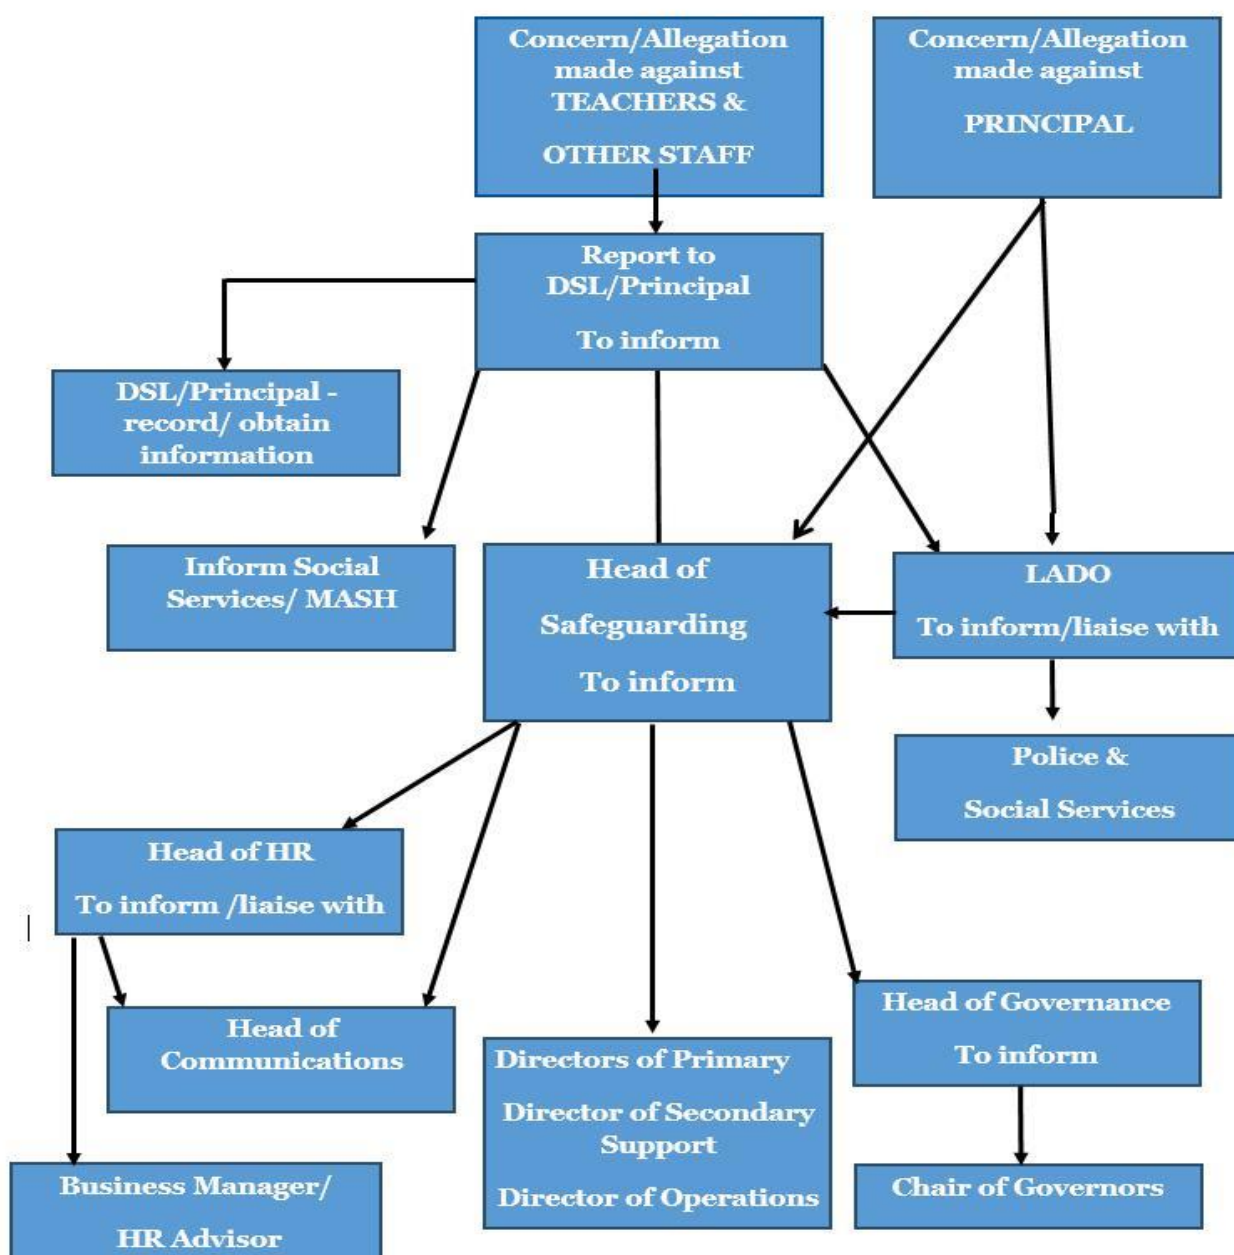 Concern/Allegation
made against
TEACHERS &
OTHER STAFF
Concern/Allegation
made against
PRINCIPAL
Report to
DSL/Principal
To inform
DSL/Principal -
record/ obtain
information
Inform Social
Services/ MASH
Head of
Safeguarding
To inform
LADO
To inform/liaise with
Police &
Social Services
Head of HR
To inform /liaise with
Head of
Communications
Directors of Primary
Director of Secondary
Support
Director of Operations
Head of Governance
To inform
Chair of Governors
Business Manager/
HR Advisor